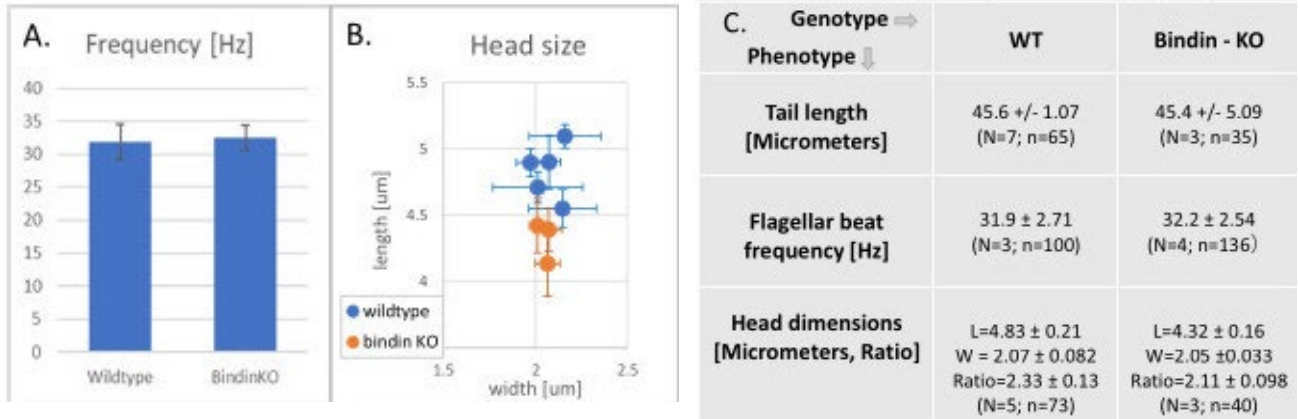 A.
Frequency [Hz]
40
35
30
25
20
15
10
5
0
Wildtype
BindinKO
B.
Head size
5.5
5
4.5
4
1.5
2
2.5
length [um]
width [um]
wildtype
bindin KO
C.
Genotype
Phenotype
WT
Bindin - KO
Tail length
[Micrometers]
45.6 +/- 1.07
(N=7; n=65)
45.4 +/- 5.09
(N=3; n=35)
Flagellar beat
frequency [Hz]
31.9 ± 2.71
(N=3; n=100)
32.2 ± 2.54
(N=4; n=136)
Head dimensions
[Micrometers, Ratio]
L=4.83 ± 0.21
W = 2.07 ± 0.082
Ratio=2.33 ± 0.13
(N=5; n=73)
L=4.32 ± 0.16
W=2.05 ±0.033
Ratio=2.11 ± 0.098
(N=3; n=40)